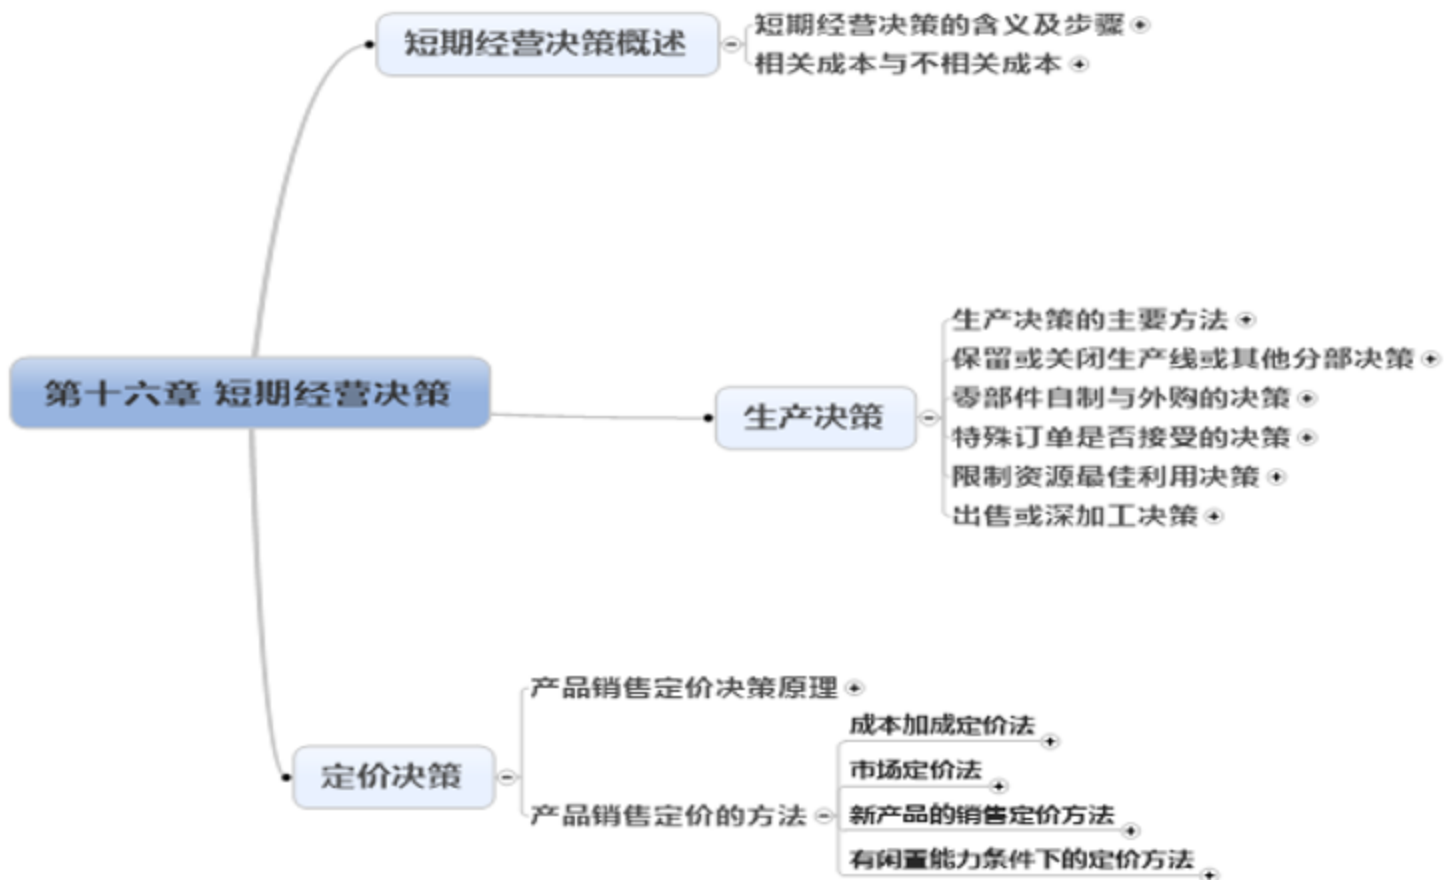 短期经营决策概述
短期经营决策的含义及步骤
相关成本与不相关成本
第十六章 短期经营决策
生产决策
生产决策的主要方法
保留或关闭生产线或其他分部决策
零部件自制与外购的决策
特殊订单是否接受的决策
限制资源最佳利用决策
出售或深加工决策
定价决策
产品销售定价决策原理
产品销售定价的方法
成本加成定价法
市场定价法
新产品的销售定价方法
有闲置能力条件下的定价方法